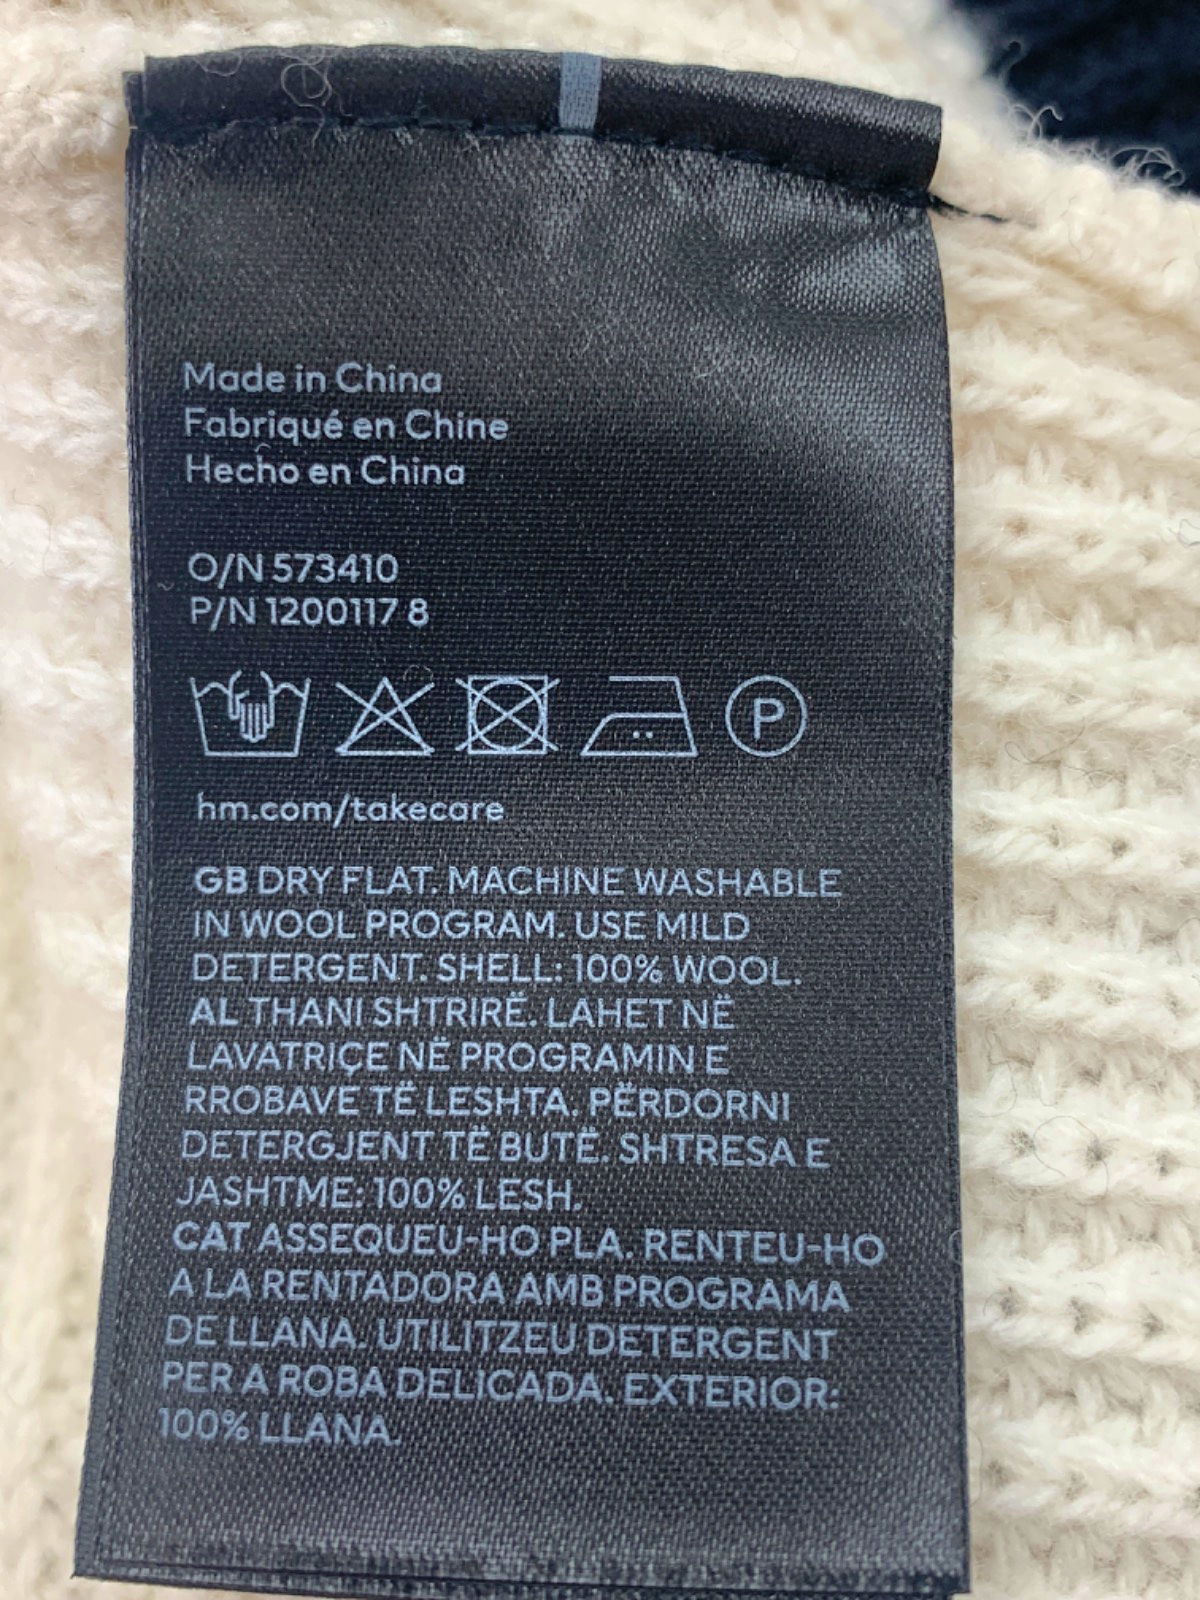 Made in China
Fabriqué en Chine
Hecho en China
O/N 573410
P/N 1200117 8
P
hm.com/takecare
GB DRY FLAT. MACHINE WASHABLE
IN WOOL PROGRAM. USE MILD
DETERGENT. SHELL: 100% WOOL.
AL THANI SHTRIRË. LAHET NË
LAVATRIÇE NË PROGRAMIN E
RROBAVE TË LESHTA. PËRDORNI
DETERGJENT TË BUTË. SHTRESA E
JASHTME: 100% LESH.
CAT ASSEQUEU-HO PLA. RENTEU-HO
A LA RENTADORA AMB PROGRAMA
DE LLANA. UTILITZEU DETERGENT
PER A ROBA DELICADA. EXTERIOR:
100% LLANA.